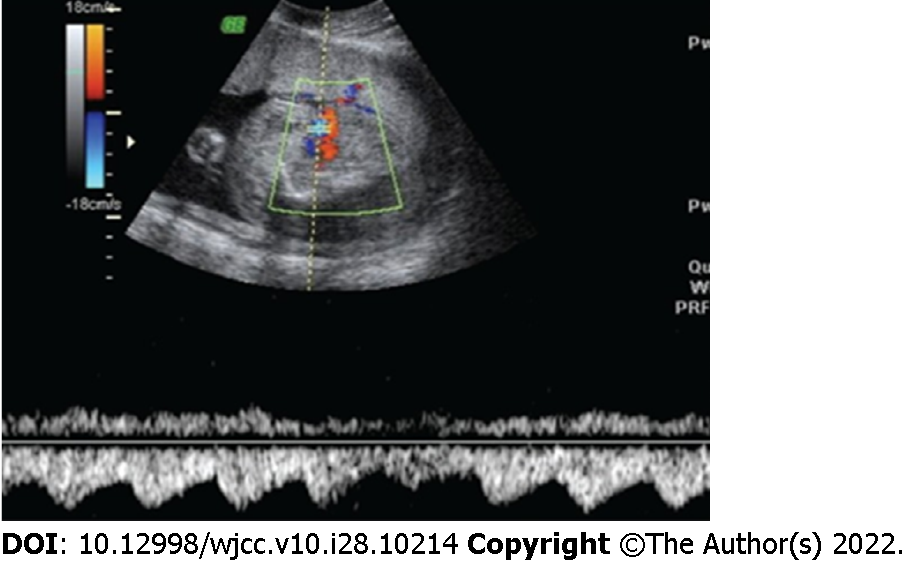 18cm/s
-18cm/s
Pw
Pw
Qu
W
PRF
DOI: 10.12998/wjcc.v10.i28.10214 Copyright ©The Author(s) 2022.